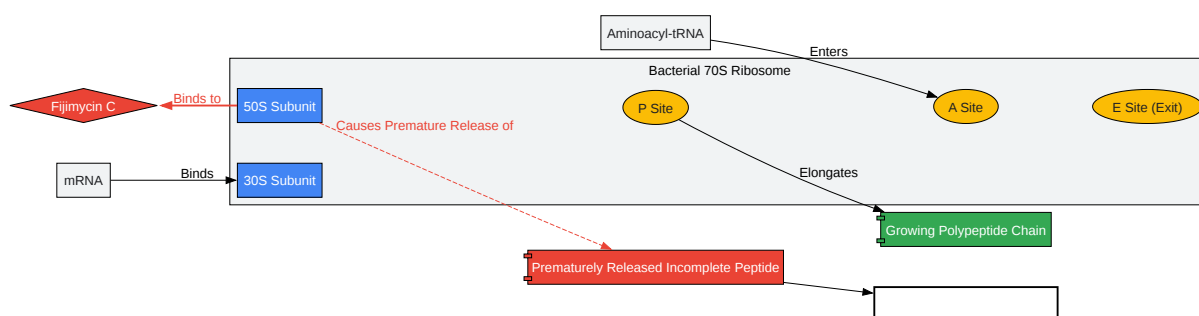 Aminoacyl-tRNA
Enters
Bacterial 70S Ribosome
Fijimycin C
Binds to
50S Subunit
P Site
A Site
E Site (Exit)
Causes Premature Release of
mRNA
Binds
30S Subunit
Elongates
Growing Polypeptide Chain
Prematurely Released Incomplete Peptide